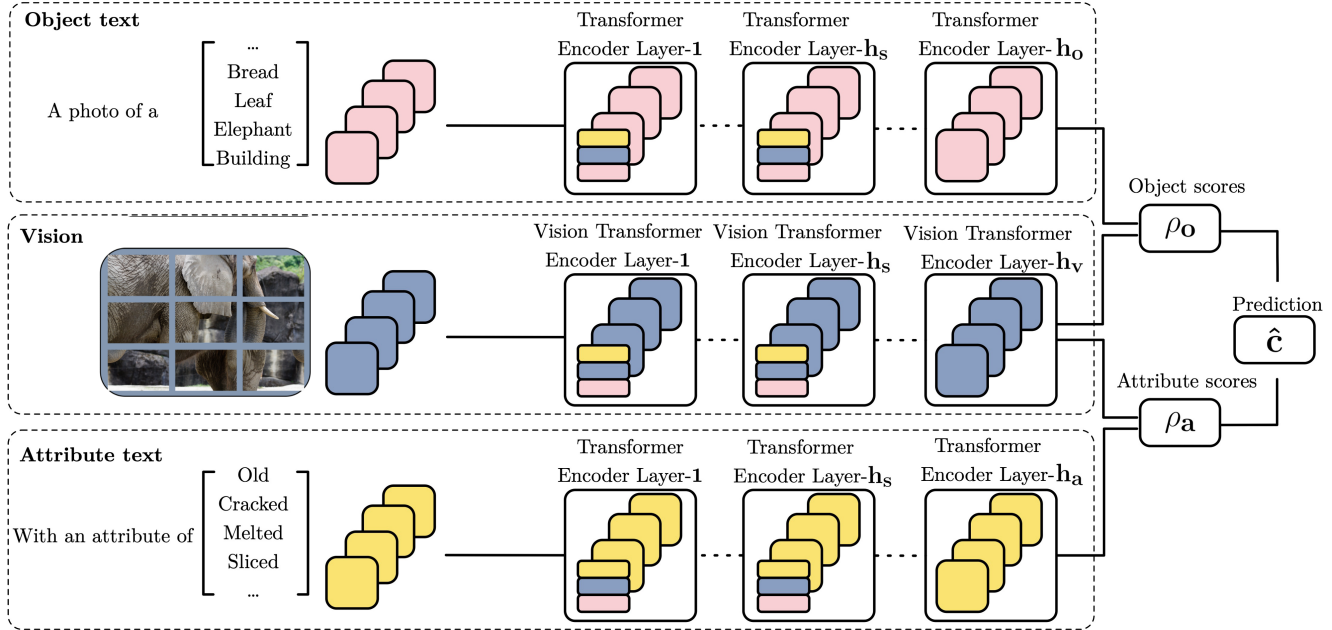 Object text
A photo of a
...
Bread
Leaf
Elephant
Building
Transformer
Encoder Layer-1
Transformer
Encoder Layer-hs
Transformer
Encoder Layer-ho
Vision
Vision Transformer
Encoder Layer-1
Vision Transformer
Encoder Layer-hs
Vision Transformer
Encoder Layer-hv
Attribute text
With an attribute of
Old
Cracked
Melted
Sliced
...
Transformer
Encoder Layer-1
Transformer
Encoder Layer-hs
Transformer
Encoder Layer-ha
Object scores
ρo
Prediction
ĉ
Attribute scores
ρa